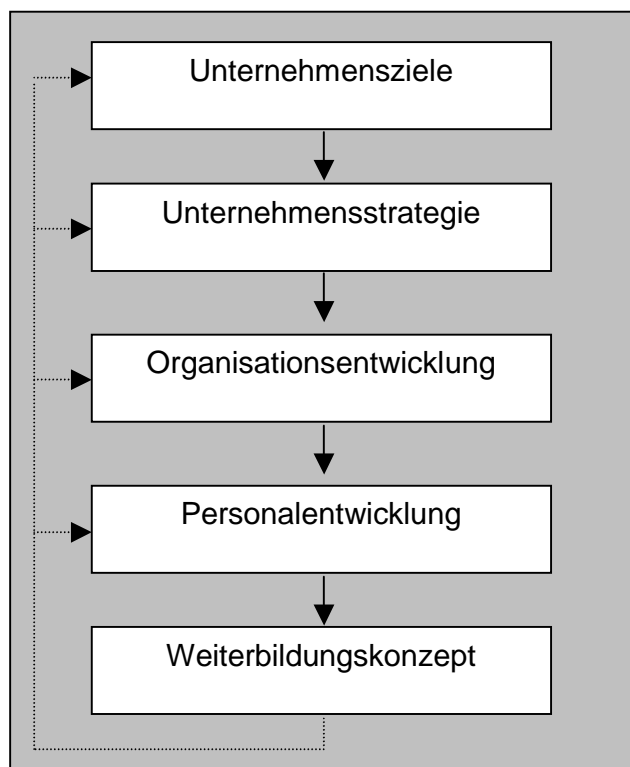 Unternehmensziele
Unternehmensstrategie
Organisationsentwicklung
Personalentwicklung
Weiterbildungskonzept